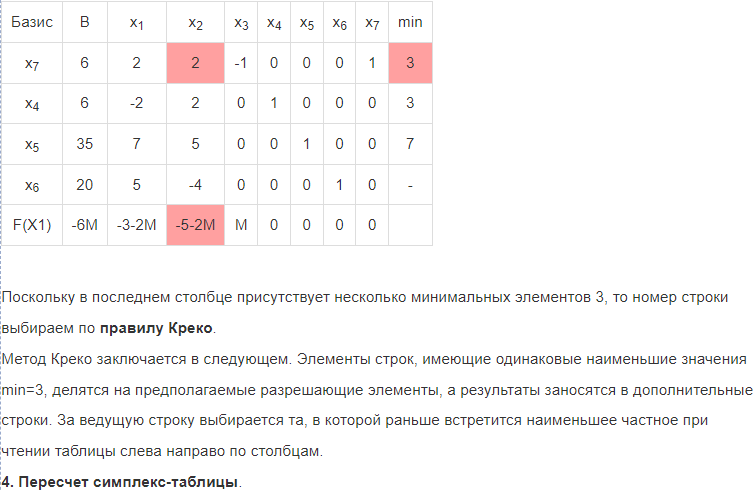 Базис B x1 x2 x3 x4 x5 x6 x7 min
x7 6 2 2 -1 0 0 0 1 3
x4 6 -2 2 0 1 0 0 0 3
x5 35 7 5 0 0 1 0 0 7
x6 20 5 -4 0 0 0 1 0 -
F(X1) -6M -3-2M -5-2M M 0 0 0 0
Поскольку в последнем столбце присутствует несколько минимальных элементов 3, то номер строки
выбираем по правилу Креко.
Метод Креко заключается в следующем. Элементы строк, имеющие одинаковые наименьшие значения
min=3, делятся на предполагаемые разрешающие элементы, а результаты заносятся в дополнительные
строки. За ведущую строку выбирается та, в которой раньше встретится наименьшее частное при
чтении таблицы слева направо по столбцам.
4. Пересчет симплекс-таблицы.